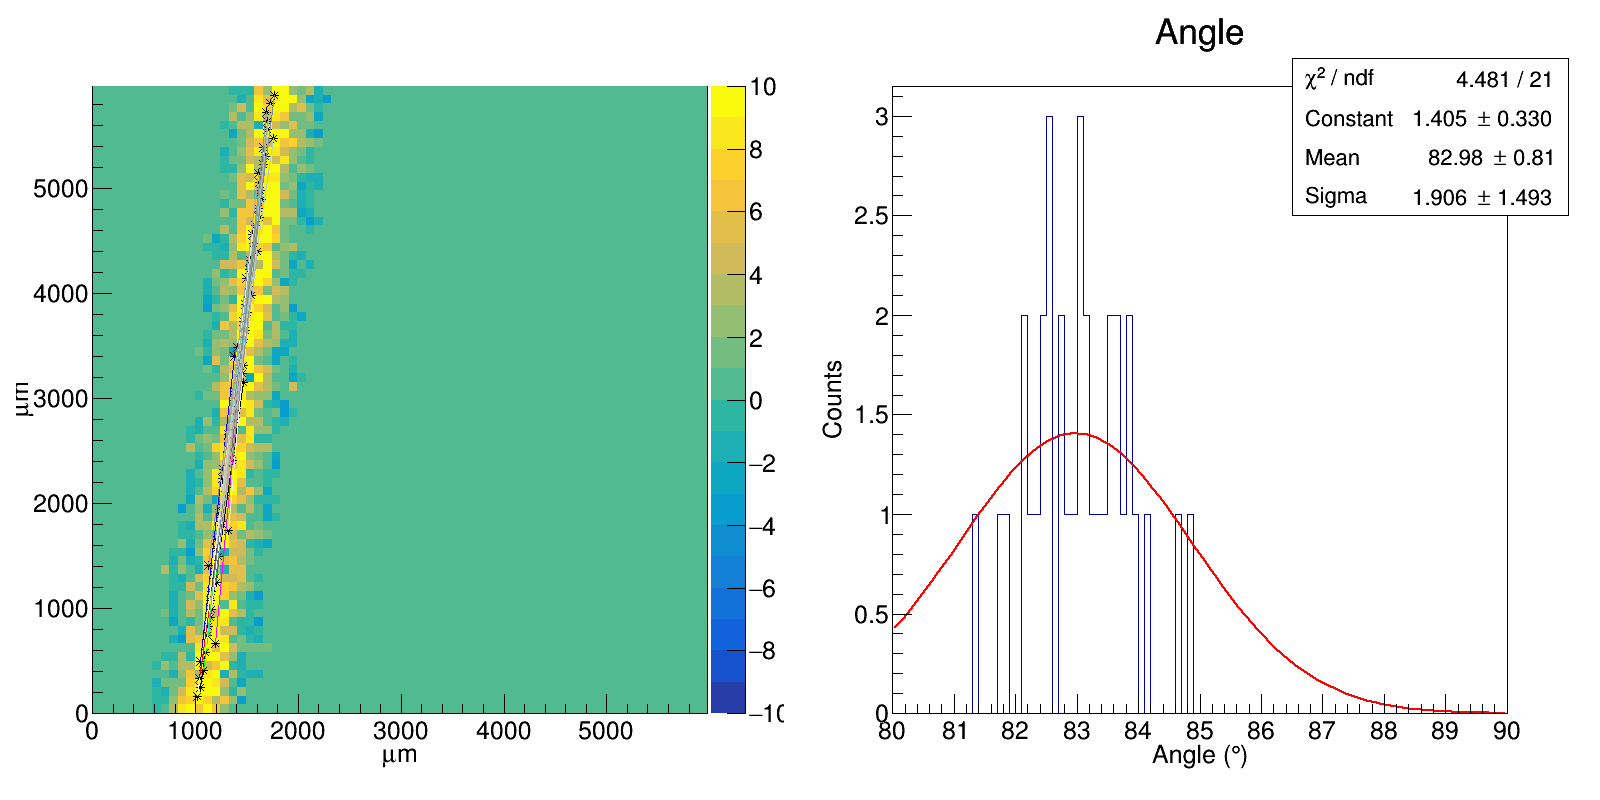 Angle
χ² / ndf 4.481 / 21
Constant 1.405 ± 0.330
Mean 82.98 ± 0.81
Sigma 1.906 ± 1.493
μm
5000
4000
3000
2000
1000
0
0 1000 2000 3000 4000 5000
μm
10
8
6
4
2
0
−2
−4
−6
−8
−10
Counts
3
2.5
2
1.5
1
0.5
0
80 81 82 83 84 85 86 87 88 89 90
Angle (°)